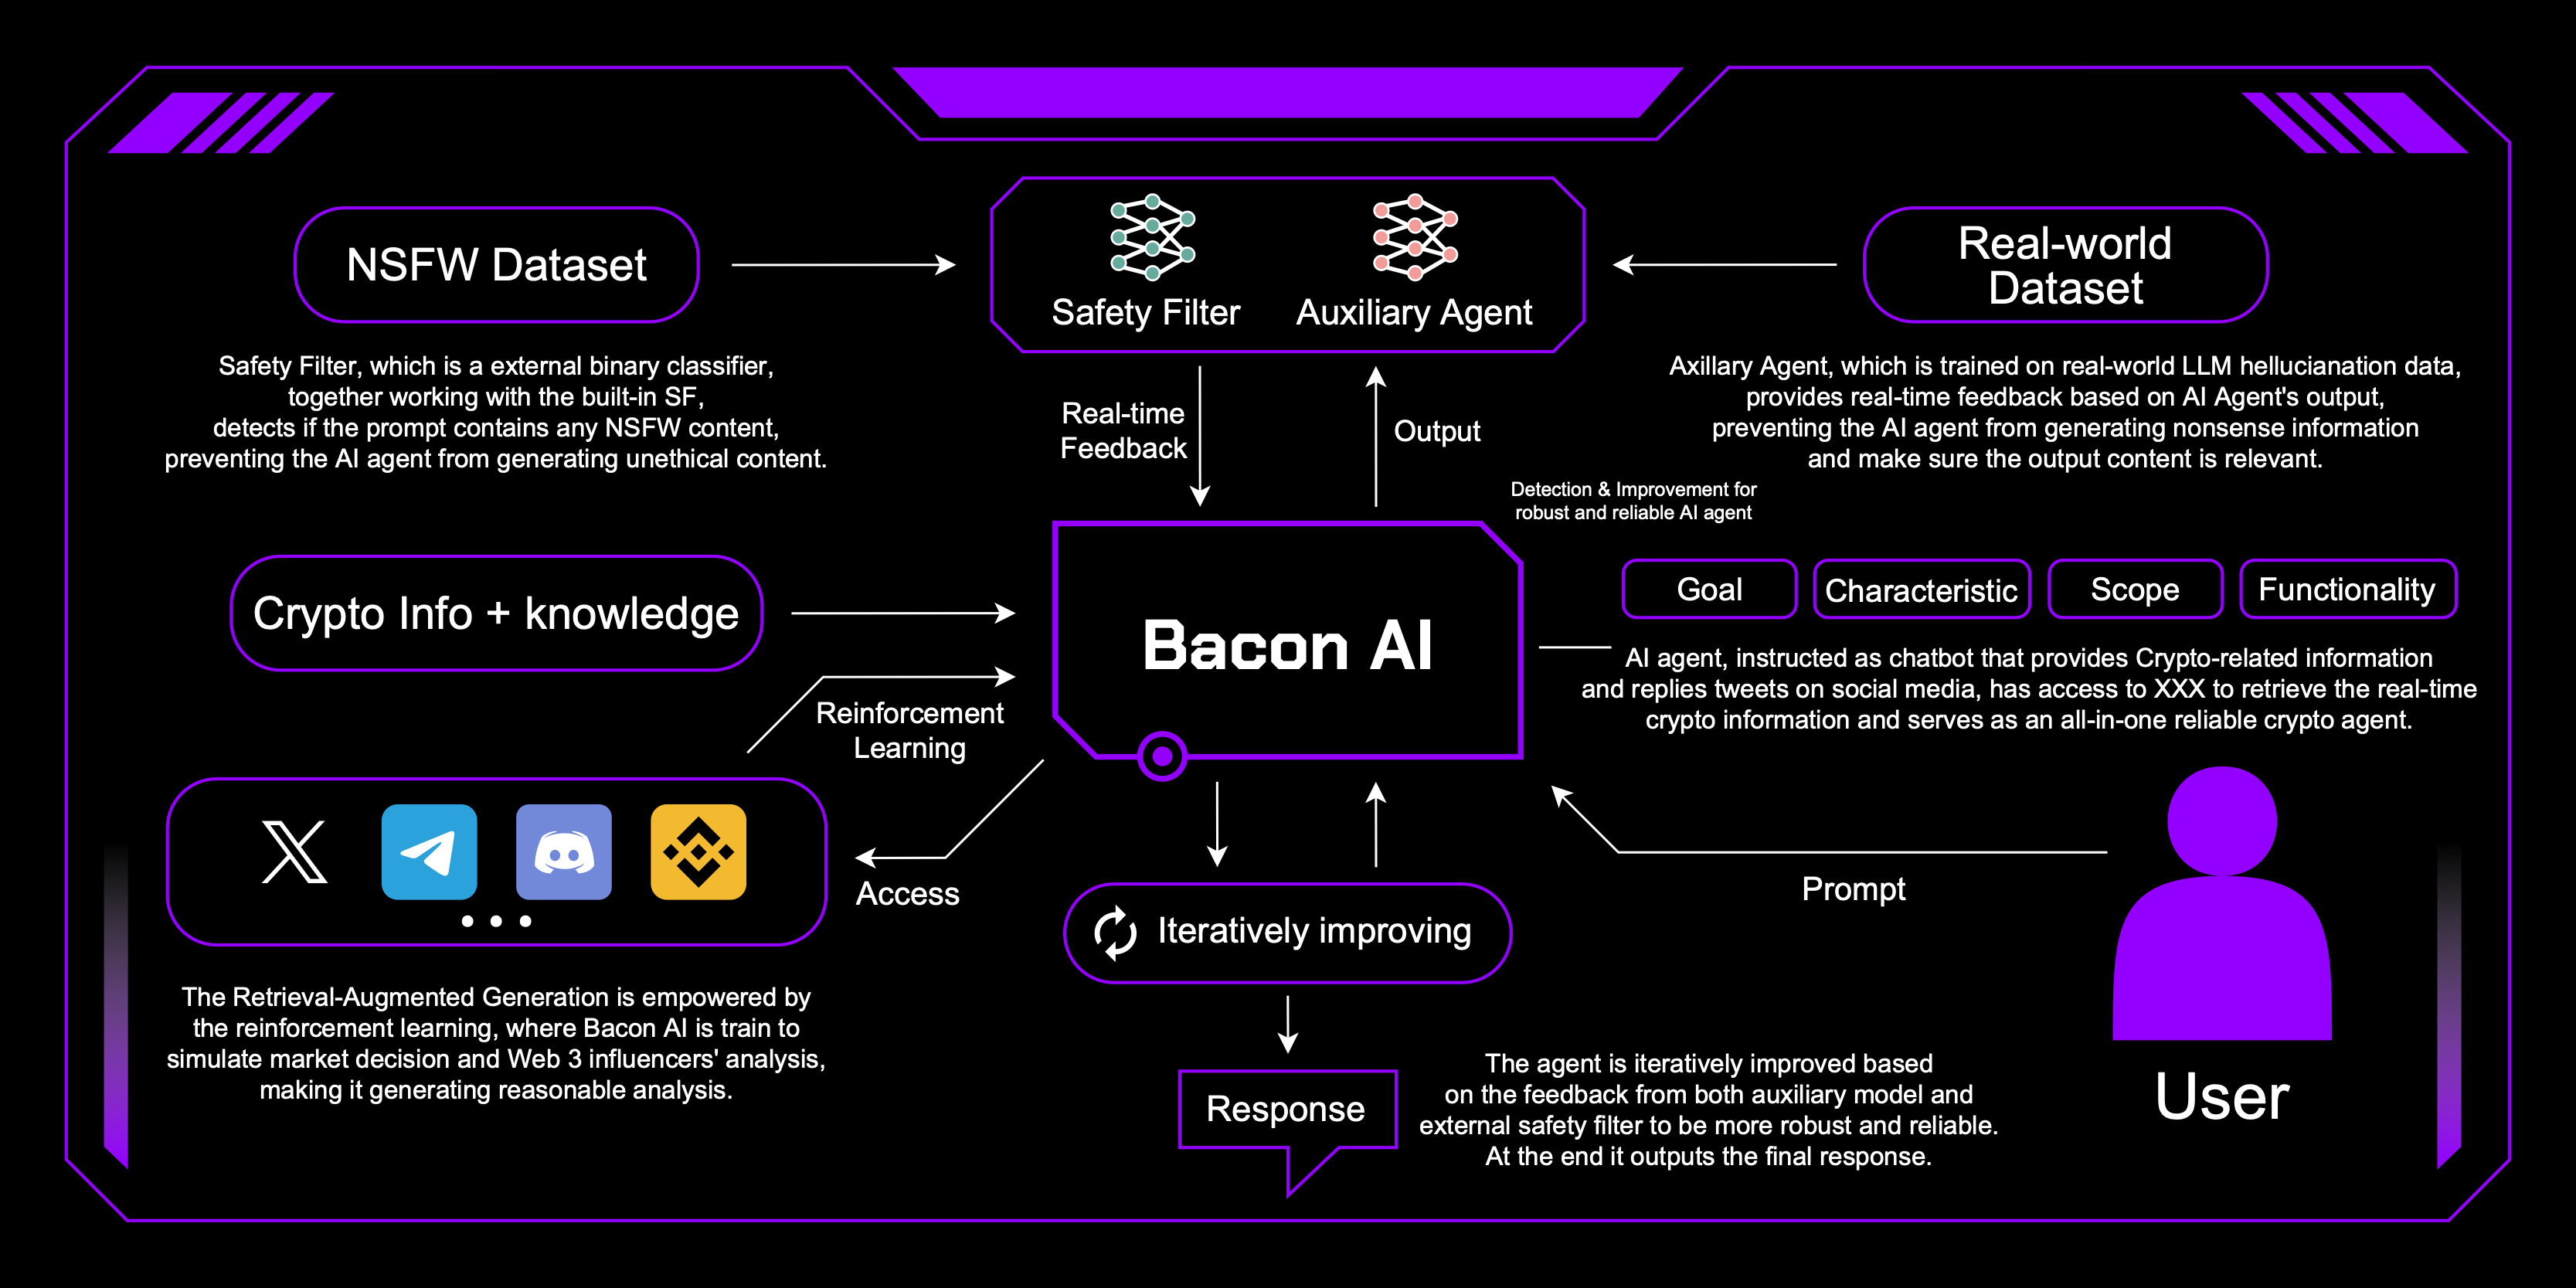 NSFW Dataset
Safety Filter, which is a external binary classifier,
together working with the built-in SF,
detects if the prompt contains any NSFW content,
preventing the AI agent from generating unethical content.
Safety Filter
Auxiliary Agent
Real-world
Dataset
Axillary Agent, which is trained on real-world LLM hellucianation data,
provides real-time feedback based on AI Agent's output,
preventing the AI agent from generating nonsense information
and make sure the output content is relevant.
Real-time
Feedback
Output
Detection & Improvement for
robust and reliable AI agent
Crypto Info + knowledge
Bacon AI
Goal
Characteristic
Scope
Functionality
AI agent, instructed as chatbot that provides Crypto-related information
and replies tweets on social media, has access to XXX to retrieve the real-time
crypto information and serves as an all-in-one reliable crypto agent.
Reinforcement
Learning
Access
The Retrieval-Augmented Generation is empowered by
the reinforcement learning, where Bacon AI is train to
simulate market decision and Web 3 influencers' analysis,
making it generating reasonable analysis.
Iteratively improving
Response
The agent is iteratively improved based
on the feedback from both auxiliary model and
external safety filter to be more robust and reliable.
At the end it outputs the final response.
Prompt
User